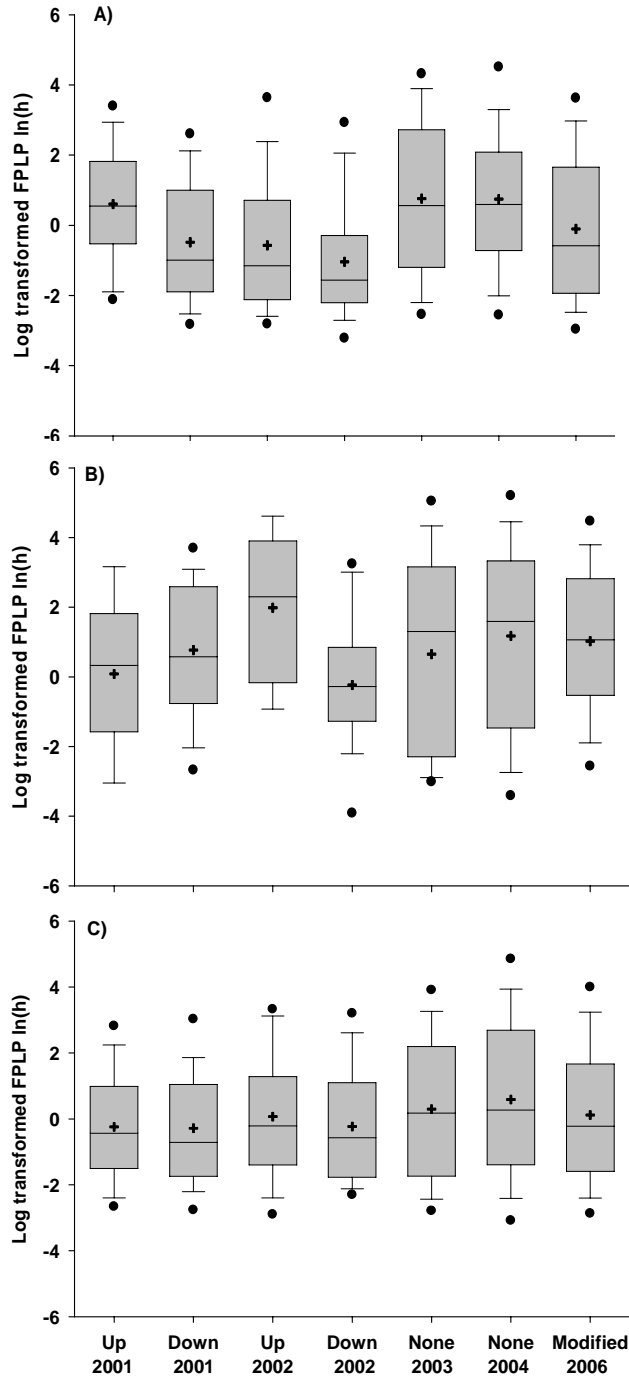 A)
Log transformed FPLP ln(h)
6
4
2
0
-2
-4
-6
B)
Log transformed FPLP ln(h)
6
4
2
0
-2
-4
-6
C)
Log transformed FPLP ln(h)
6
4
2
0
-2
-4
-6
Up Down Up Down None None Modified
2001 2001 2002 2002 2003 2004 2006